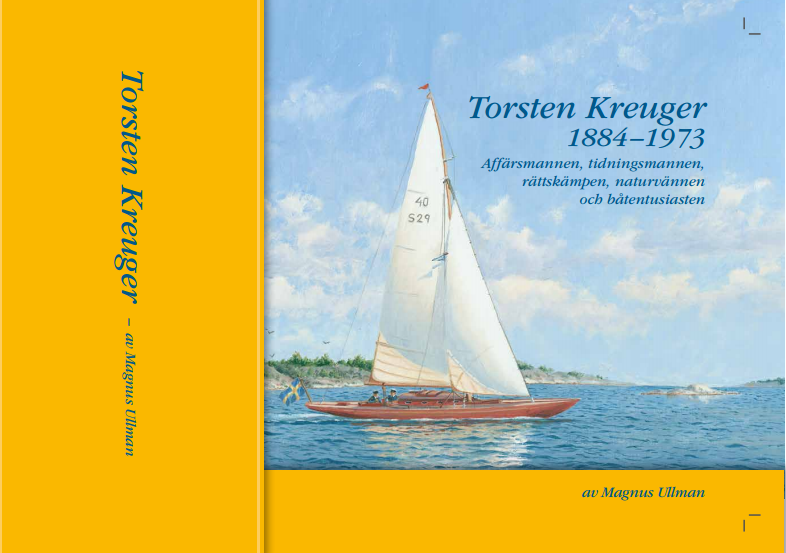 Torsten Kreuger – av Magnus Ullman
Torsten Kreuger
1884–1973
Affärsmannen, tidningsmannen,
rättskämpen, naturvännen
och båtentusiasten
40
S29
av Magnus Ullman